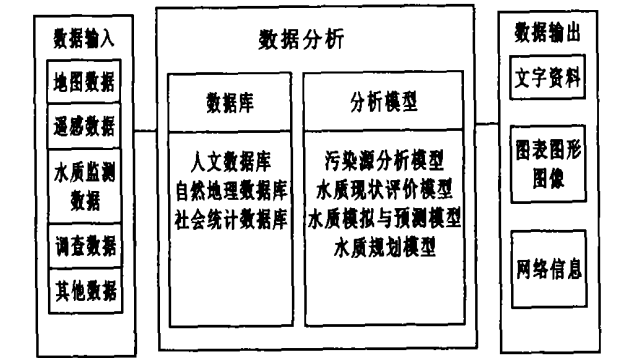 数据输入
地图数据
遥感数据
水质监测
数据
调查数据
其他数据
数据分析
数据库
人文数据库
自然地理数据库
社会统计数据库
分析模型
污染源分析模型
水质现状评价模型
水质模拟与预测模型
水质规划模型
数据输出
文字资料
图表图形
图像
网络信息